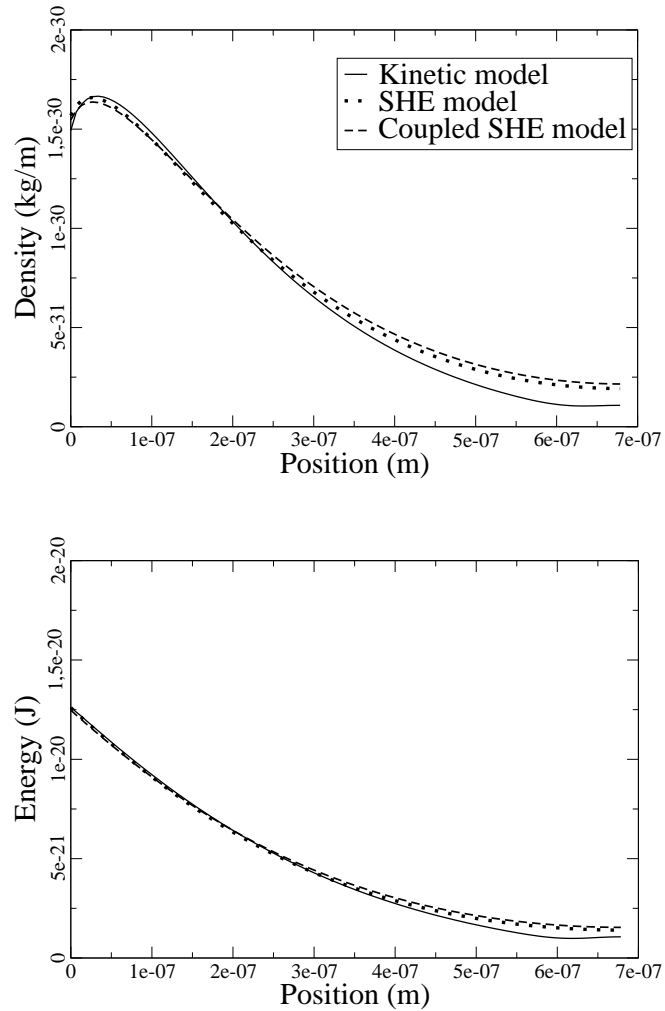 2e-30
1,5e-30
1e-30
5e-31
0
Density (kg/m)
Kinetic model
SHE model
Coupled SHE model
0 1e-07 2e-07 3e-07 4e-07 5e-07 6e-07 7e-07
Position (m)
2e-20
1,5e-20
1e-20
5e-21
0
Energy (J)
0 1e-07 2e-07 3e-07 4e-07 5e-07 6e-07 7e-07
Position (m)